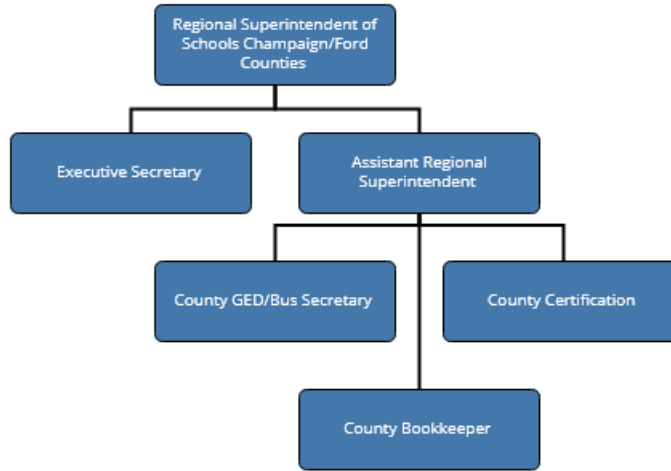 Regional Superintendent of
Schools Champaign/Ford
Counties
Executive Secretary
Assistant Regional
Superintendent
County GED/Bus Secretary
County Certification
County Bookkeeper